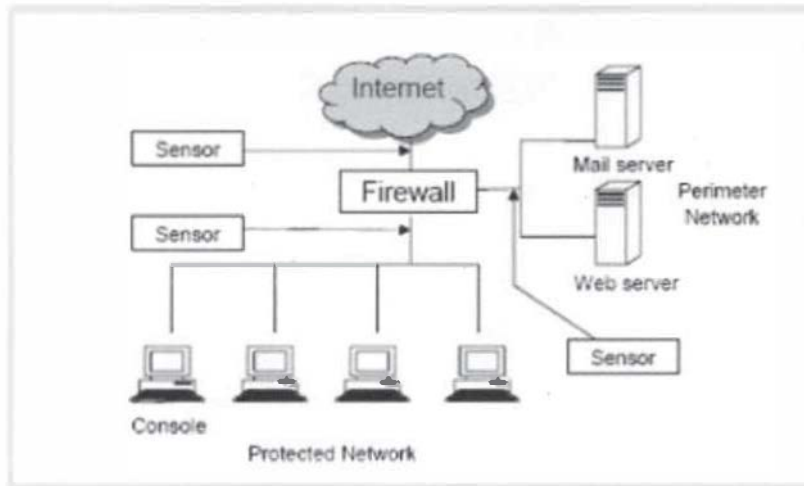 Internet
Sensor
Mail server
Firewall
Perimeter
Network
Sensor
Web server
Sensor
Console
Protected Network